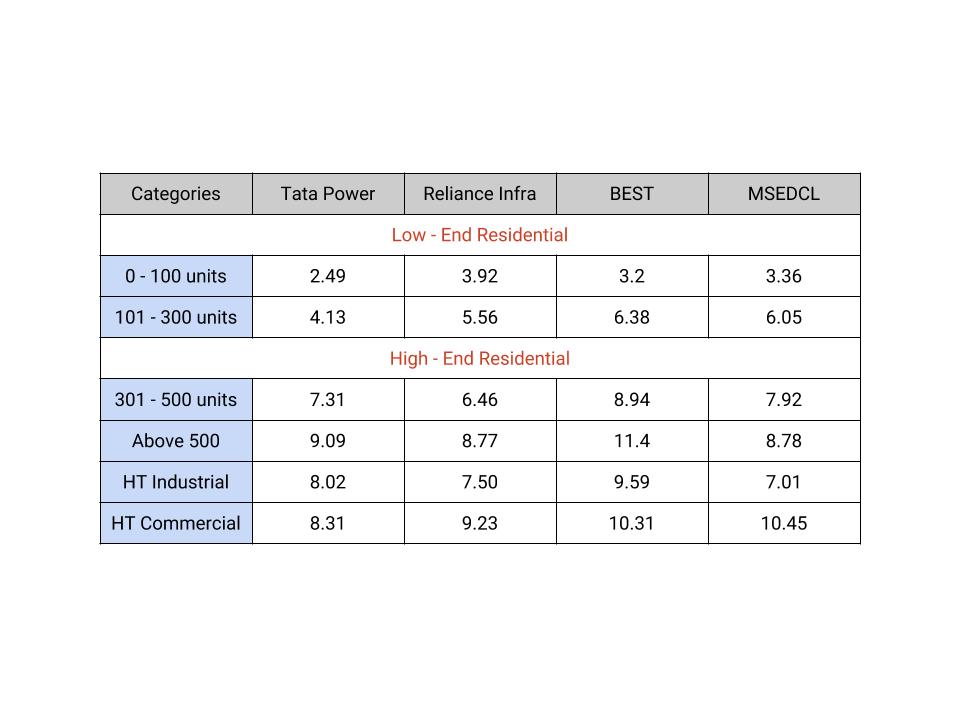 Categories Tata Power Reliance Infra BEST MSEDCL
Low - End Residential
0 - 100 units 2.49 3.92 3.2 3.36
101 - 300 units 4.13 5.56 6.38 6.05
High - End Residential
301 - 500 units 7.31 6.46 8.94 7.92
Above 500 9.09 8.77 11.4 8.78
HT Industrial 8.02 7.50 9.59 7.01
HT Commercial 8.31 9.23 10.31 10.45